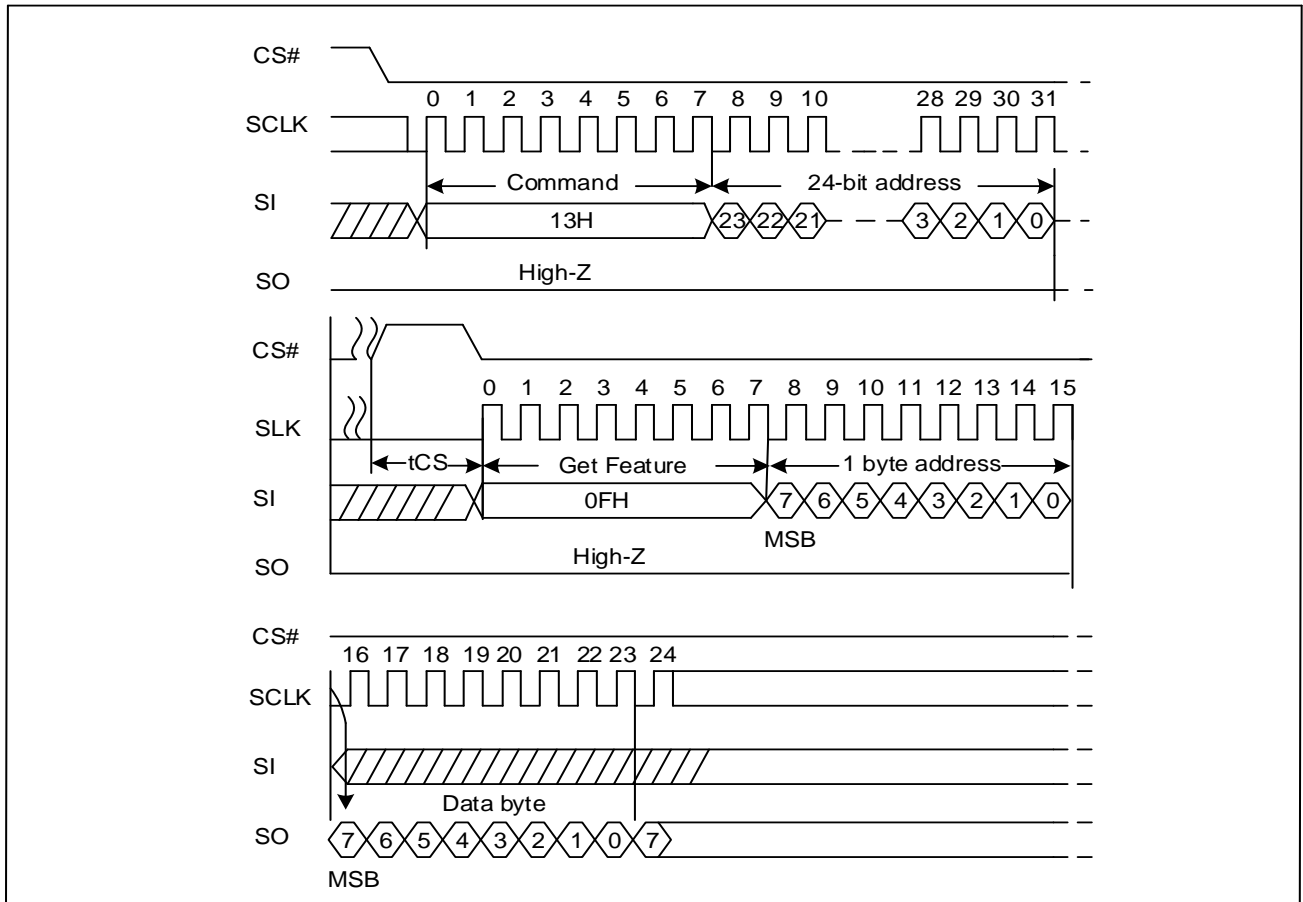 CS#
0 1 2 3 4 5 6 7 8 9 10 28 29 30 31
SCLK
Command 24-bit address
SI
13H 23 22 21 3 2 1 0
High-Z
SO
CS#
0 1 2 3 4 5 6 7 8 9 10 11 12 13 14 15
SLK
tCS Get Feature 1 byte address
SI 0FH 7 6 5 4 3 2 1 0
MSB
High-Z
SO
CS#
16 17 18 19 20 21 22 23 24
SCLK
SI
Data byte
SO 7 6 5 4 3 2 1 0 7
MSB